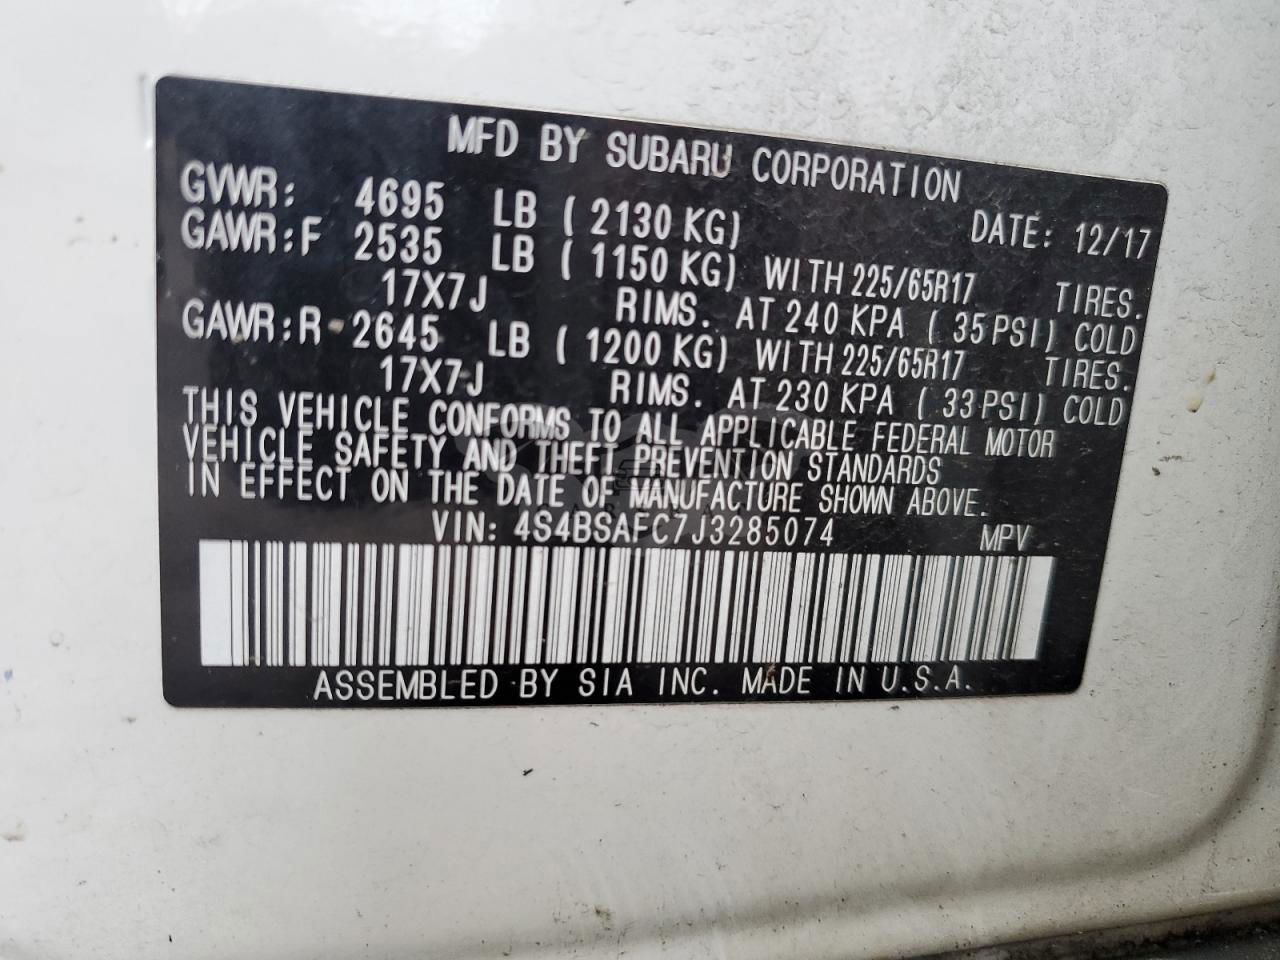 MFD BY SUBARU CORPORATION
GVWR: 4695 LB ( 2130 KG) DATE: 12/17
GAWR:F 2535 LB ( 1150 KG) WITH 225/65R17 TIRES.
17X7J RIMS. AT 240 KPA ( 35 PSI) COLD
GAWR:R 2645 LB ( 1200 KG) WITH 225/65R17 TIRES.
17X7J RIMS. AT 230 KPA ( 33 PSI) COLD
THIS VEHICLE CONFORMS TO ALL APPLICABLE FEDERAL MOTOR
VEHICLE SAFETY AND THEFT PREVENTION STANDARDS
IN EFFECT ON THE DATE OF MANUFACTURE SHOWN ABOVE.
VIN: 4S4BSAFC7J3285074 MPV
ASSEMBLED BY SIA INC. MADE IN U.S.A.